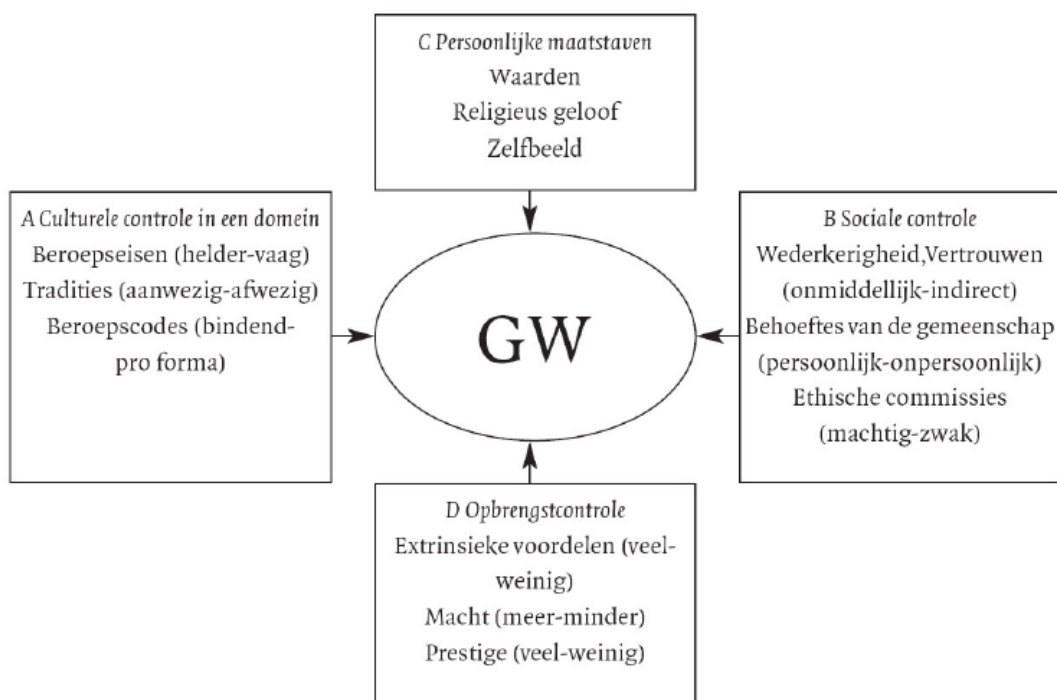 C Persoonlijke maatstaven
Waarden
Religieus geloof
Zelfbeeld
A Culturele controle in een domein
Beroepseisen (helder-vaag)
Tradities (aanwezig-afwezig)
Beroepscodes (bindend-
pro forma)
GW
B Sociale controle
Wederkerigheid,Vertrouwen
(onmiddellijk-indirect)
Behoeftes van de gemeenschap
(persoonlijk-onpersoonlijk)
Ethische commissies
(machtig-zwak)
D Opbrengstcontrole
Extrinsieke voordelen (veel-
weinig)
Macht (meer-minder)
Prestige (veel-weinig)